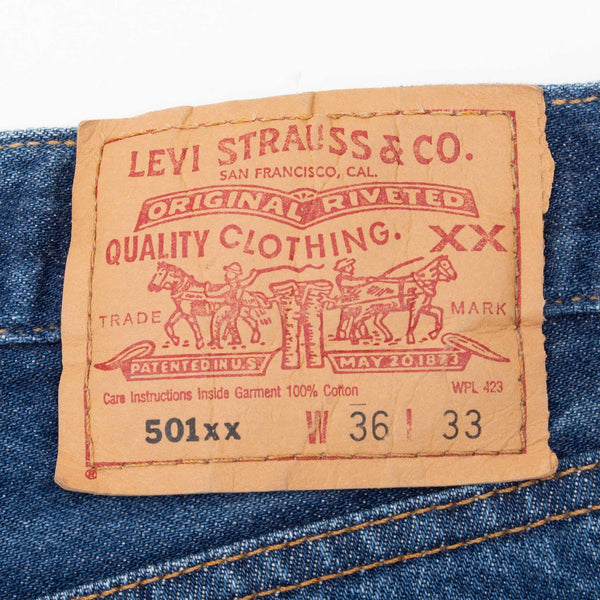 LEVI STRAUSS & CO.
SAN FRANCISCO, CAL.
ORIGINAL RIVETED
QUALITY CLOTHING. XX
TRADE MARK
PATENTED IN U.S. MAY 20 1873
Care Instructions Inside Garment 100% Cotton WPL 423
501xx W 36 L 33
®